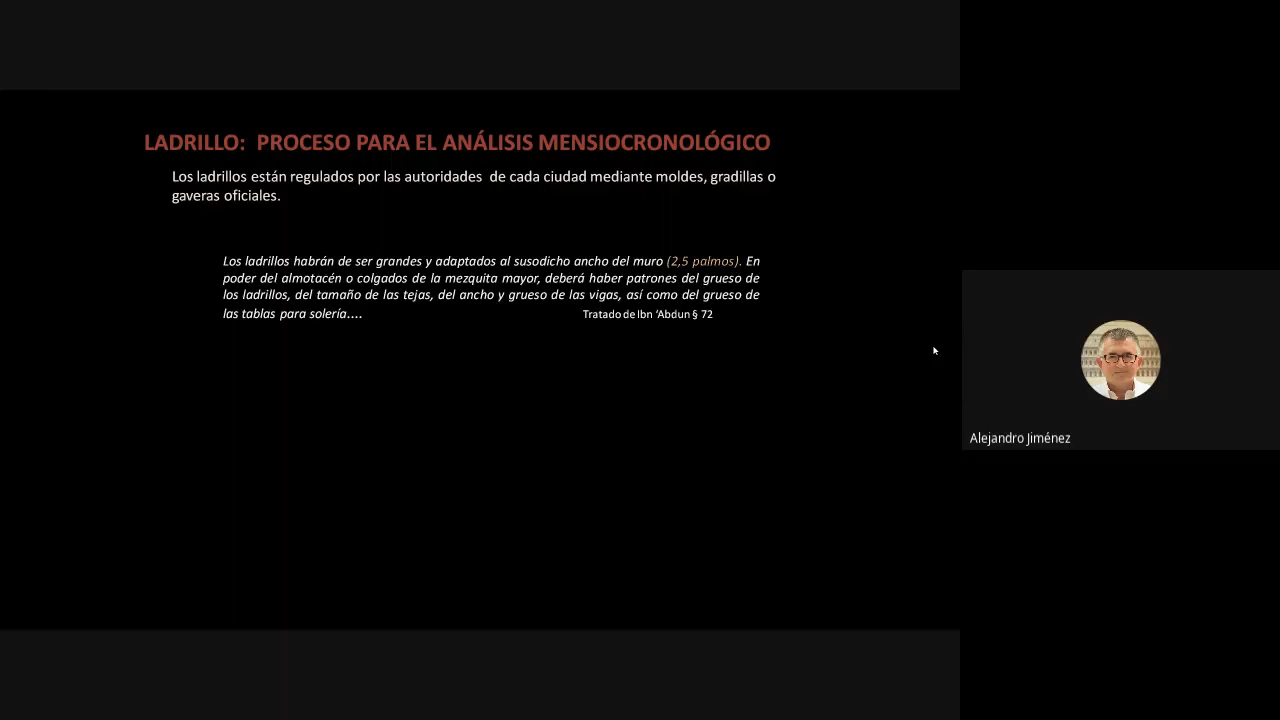 LADRILLO:  PROCESO PARA EL ANÁLISIS MENSIOCRONOLÓGICO
Los ladrillos están regulados por las autoridades  de cada ciudad mediante moldes, gradillas o
gaveras oficiales.
Los ladrillos habrán de ser grandes y adaptados al susodicho ancho del muro (2,5 palmos). En
poder del almotacén o colgados de la mezquita mayor, deberá haber patrones del grueso de
los ladrillos, del tamaño de las tejas, del ancho y grueso de las vigas, así como del grueso de
las tablas para solería.... Tratado de Ibn ‘Abdun § 72
Alejandro Jiménez